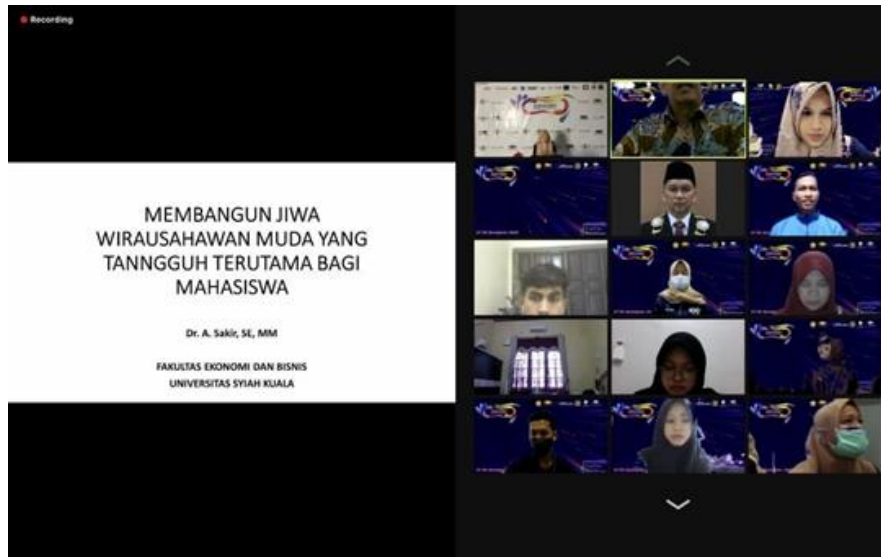 Recording
MEMBANGUN JIWA
WIRAUSAHAWAN MUDA YANG
TANNGGUH TERUTAMA BAGI
MAHASISWA
Dr. A. Sakir, SE, MM
FAKULTAS EKONOMI DAN BISNIS
UNIVERSITAS SYIAH KUALA